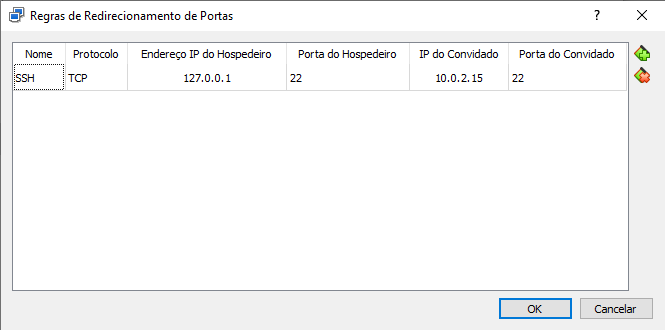 Regras de Redirecionamento de Portas
?
Nome Protocolo Endereço IP do Hospedeiro Porta do Hospedeiro IP do Convidado Porta do Convidado
SSH TCP 127.0.0.1 22 10.0.2.15 22
OK Cancelar